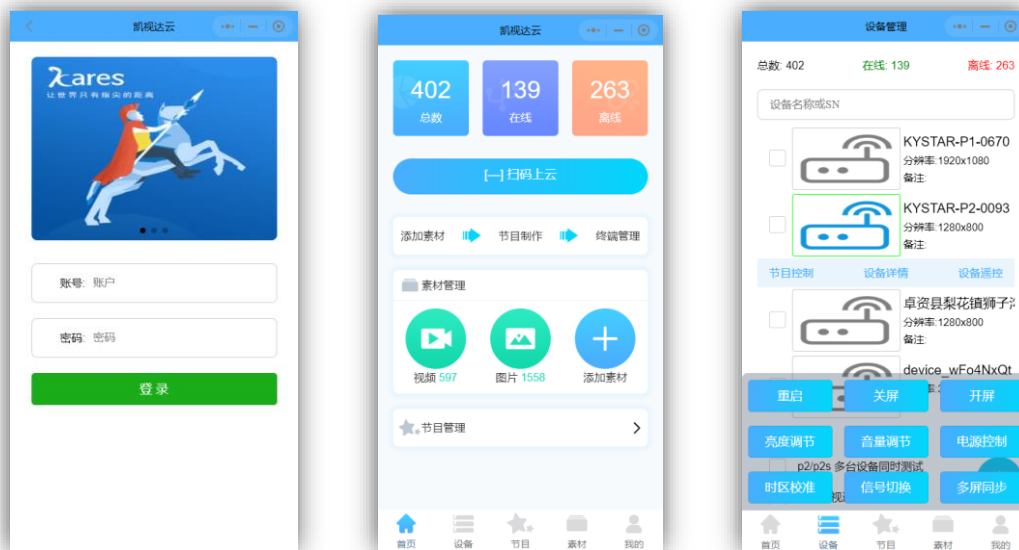 凯视达云
kcares
让世界只有指尖的距离
账号: 账户
密码: 密码
登录
凯视达云
402
总数
139
在线
263
离线
[—] 扫码上云
添加素材 节目制作 终端管理
素材管理
视频 597 图片 1558 添加素材
节目管理
首页 设备 节目 素材 我的
设备管理
总数: 402 在线: 139 离线: 263
设备名称或SN
KYSTAR-P1-0670
分辨率:1920x1080
备注:
KYSTAR-P2-0093
分辨率:1280x800
备注:
节目控制 设备详情 设备遥控
卓资县梨花镇狮子
分辨率:1280x800
备注:
device_wFo4NxQt
重启 关屏 开屏
亮度调节 音量调节 电源控制
p2/p2s 多台设备同时测试
时区校准 信号切换 多屏同步
首页 设备 节目 素材 我的